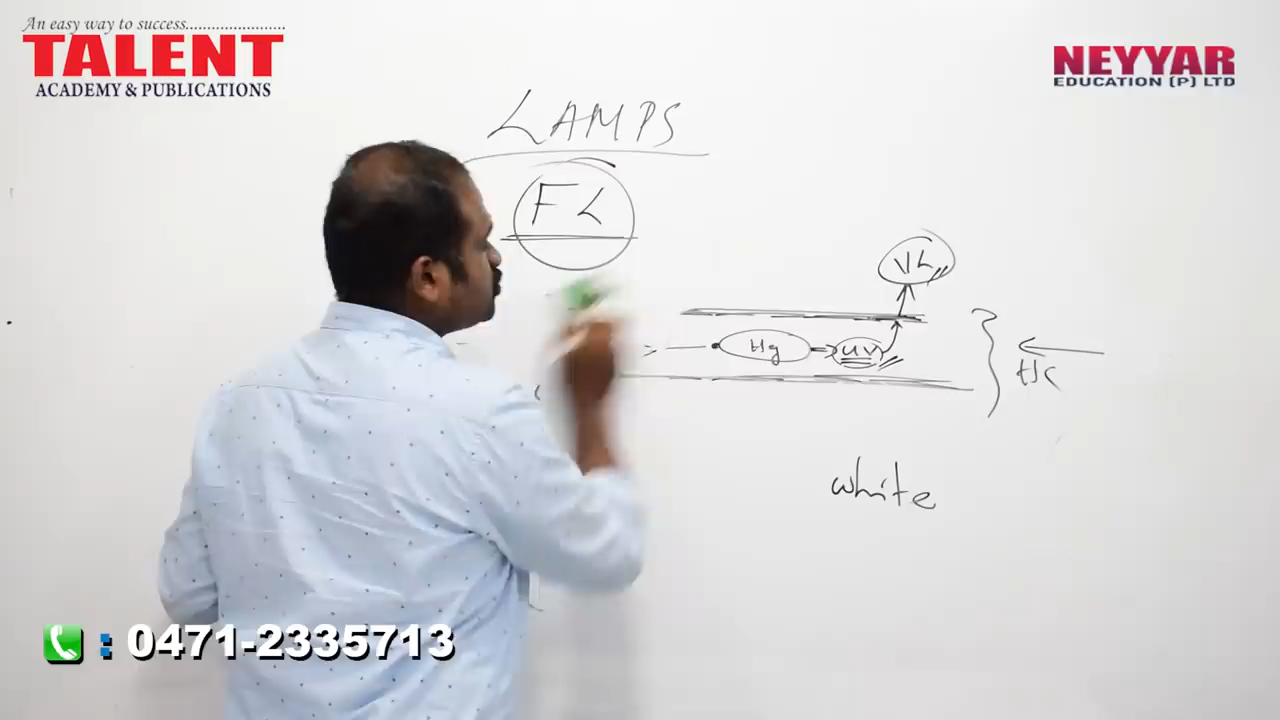 An easy way to success................................
TALENT
ACADEMY & PUBLICATIONS
NEYYAR
EDUCATION (P) LTD
LAMPS
FL
VL
Hg
UV
white
: 0471-2335713